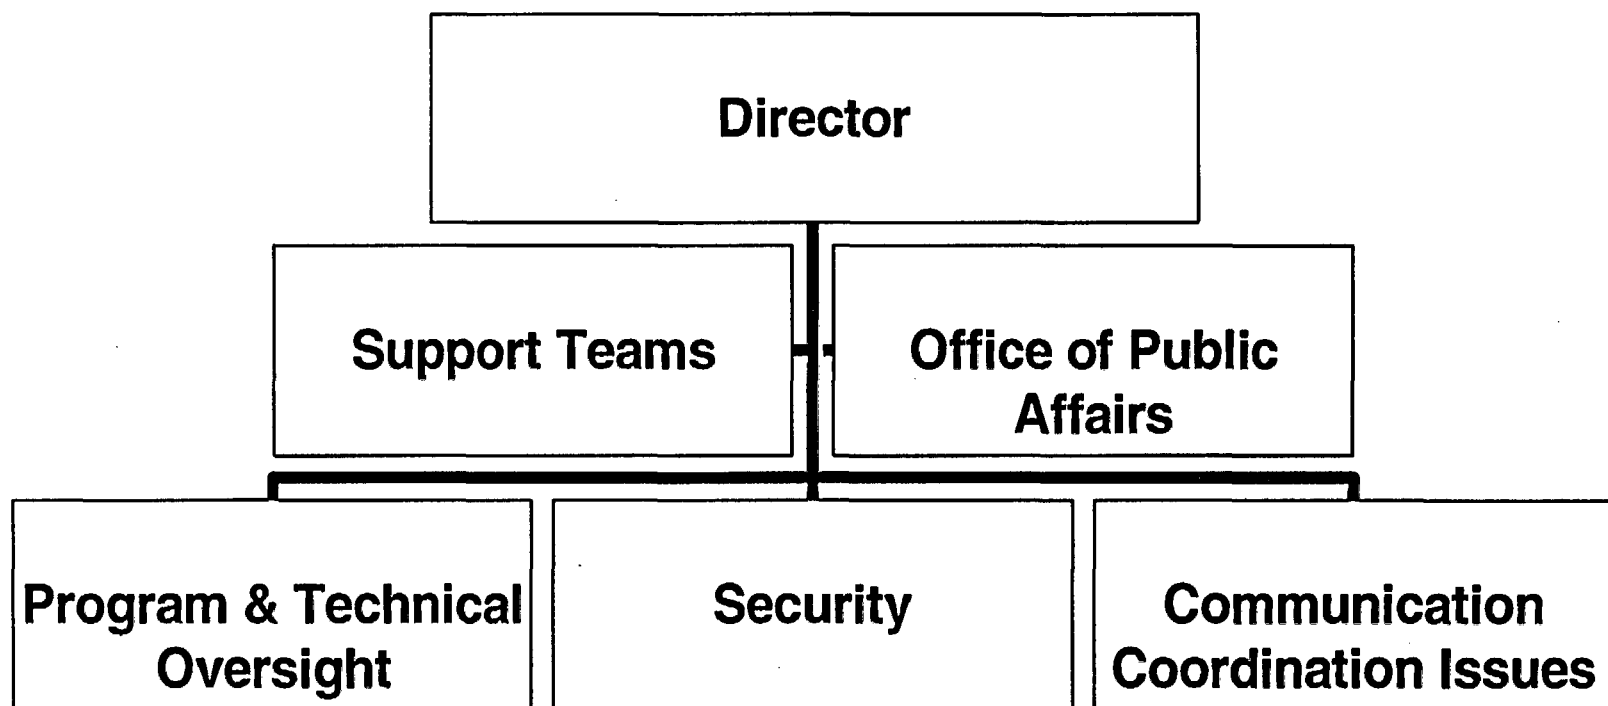 Director
Support Teams
Office of Public
Affairs
Program & Technical
Oversight
Security
Communication
Coordination Issues